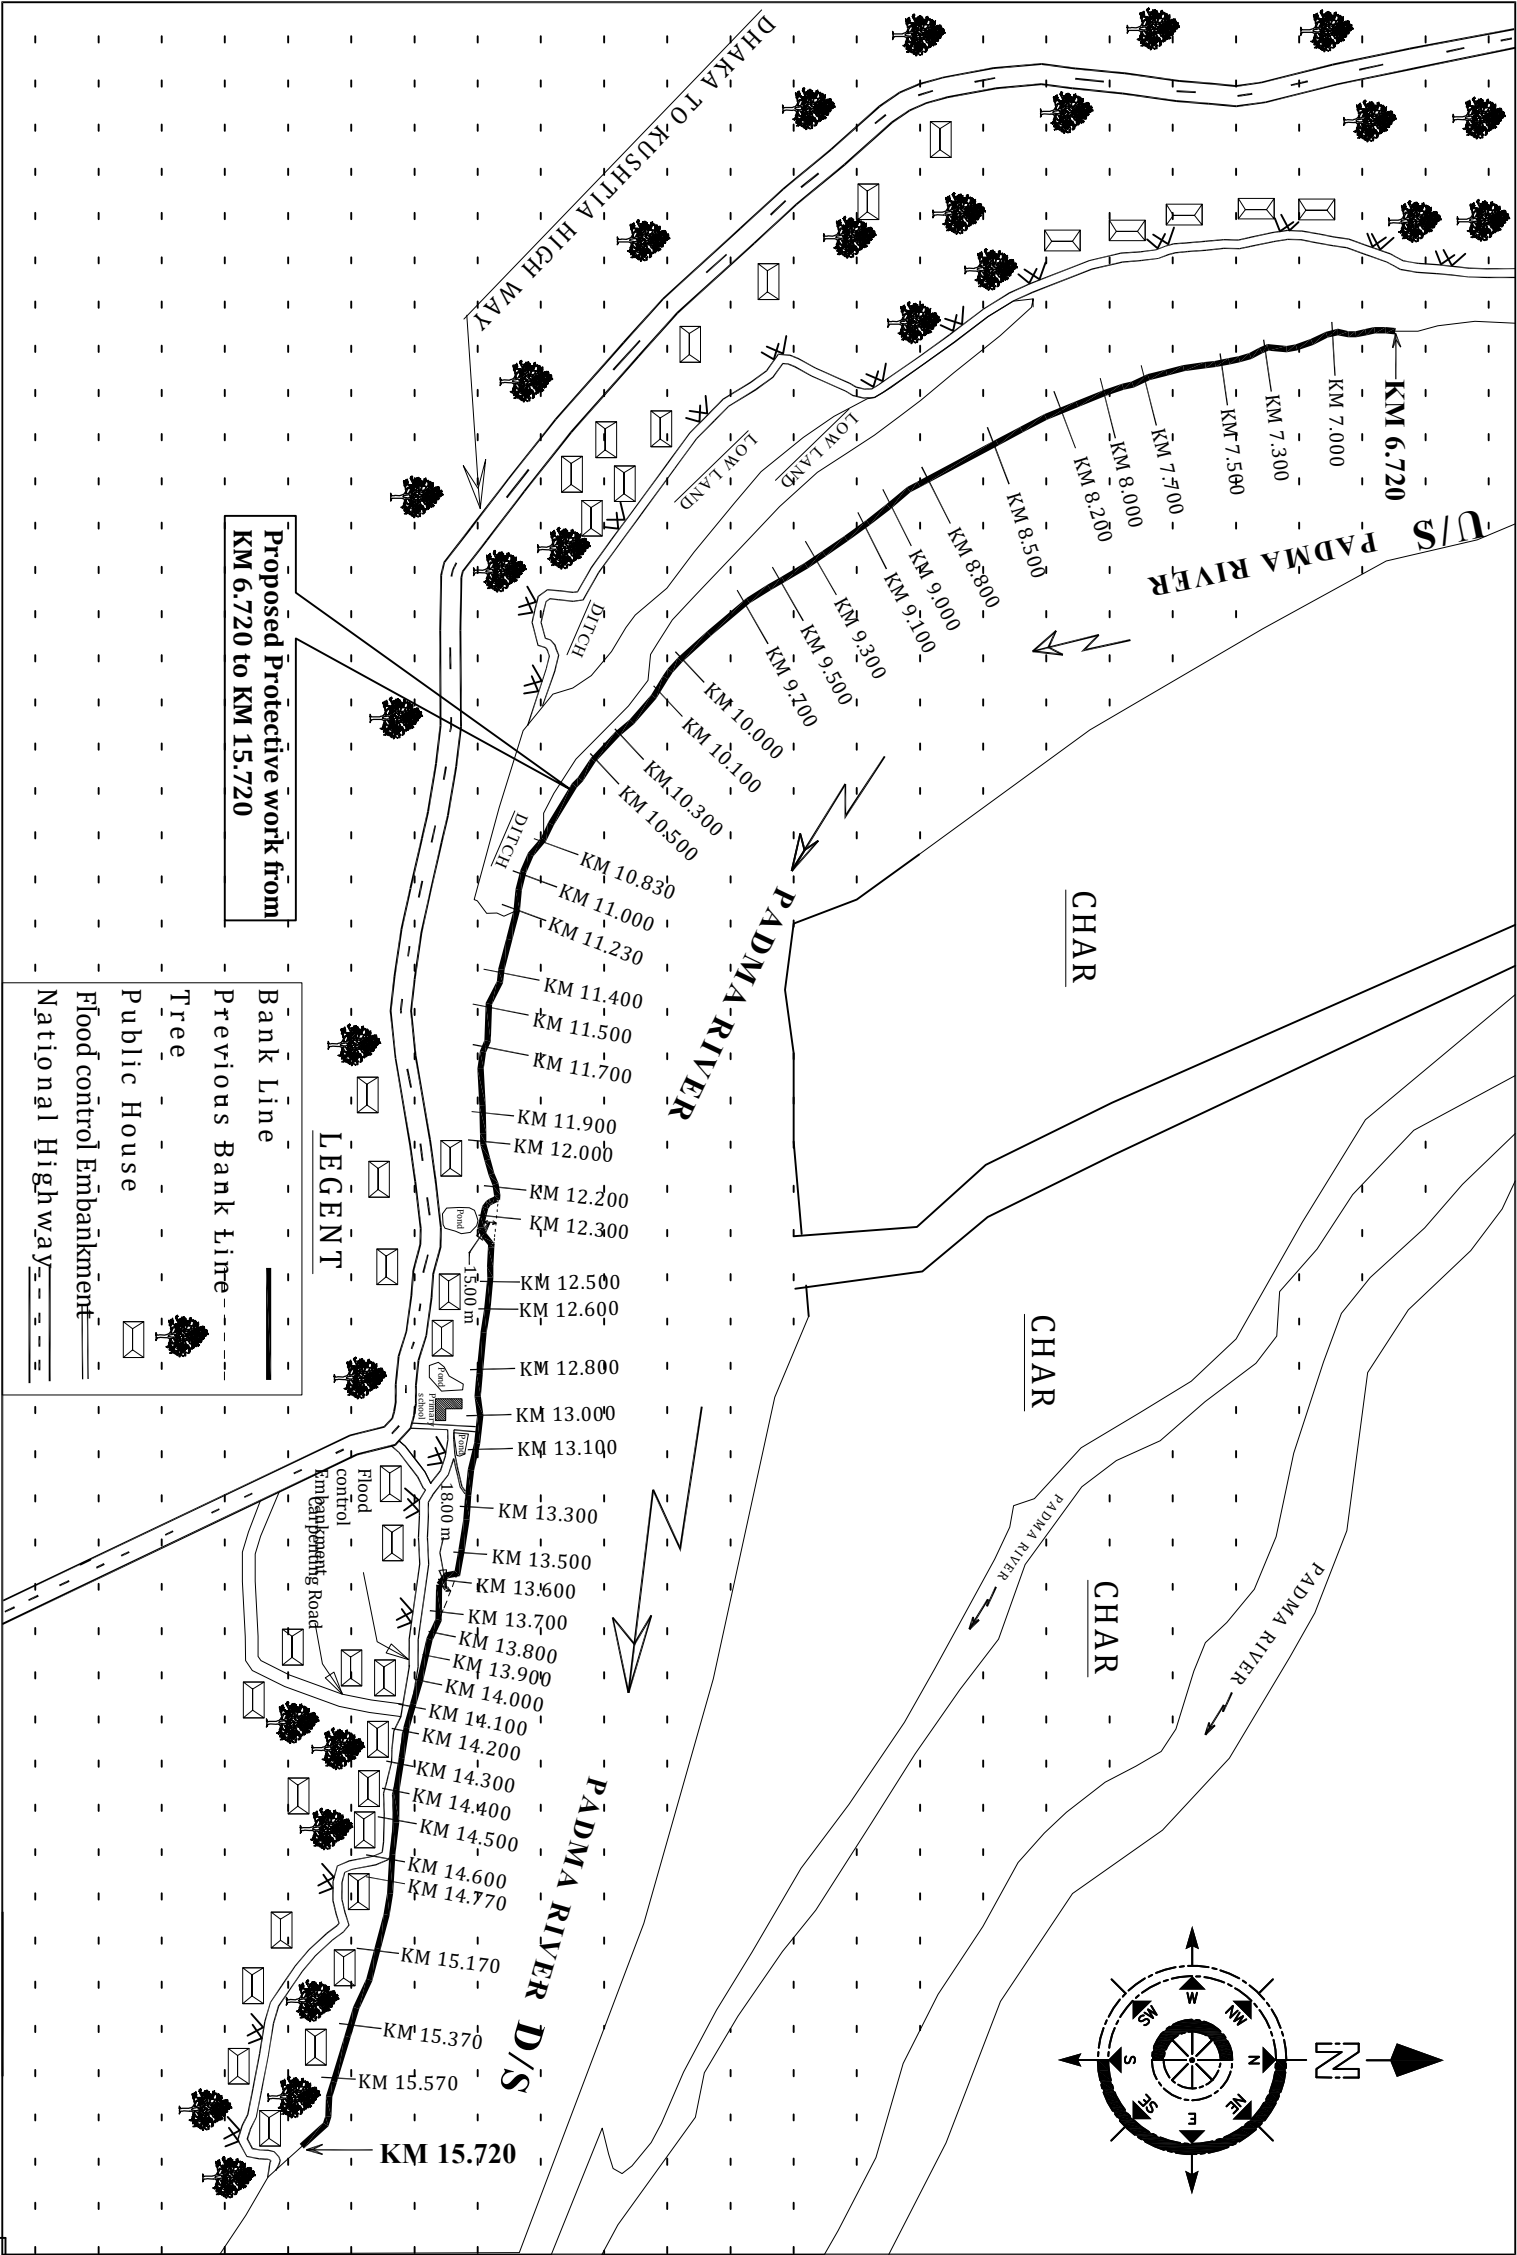 DHAKA TO KUSHTIA HIGH WAY
LOW LAND
LOW LAND
DITCH
DITCH
KM 6.720
KM 7.000
KM 7.300
KM 7.500
KM 7.700
KM 8.000
KM 8.200
KM 8.500
KM 8.800
KM 9.000
KM 9.100
KM 9.300
KM 9.500
KM 9.700
KM 10.000
KM 10.100
KM 10.300
KM 10.500
KM 10.830
KM 11.000
KM 11.230
KM 11.400
KM 11.500
KM 11.700
KM 11.900
KM 12.000
KM 12.200
KM 12.300
KM 12.500
KM 12.600
KM 12.800
KM 13.000
KM 13.100
KM 13.300
KM 13.500
KM 13.600
KM 13.700
KM 13.800
KM 13.900
KM 14.000
KM 14.100
KM 14.200
KM 14.300
KM 14.400
KM 14.500
KM 14.600
KM 14.770
KM 15.170
KM 15.370
KM 15.570
KM 15.720
U/S PADMA RIVER
PADMA RIVER
PADMA RIVER D/S
PADMA RIVER
PADMA RIVER
CHAR
CHAR
CHAR
Proposed Protective work from
KM 6.720 to KM 15.720
Pond
15.00 m
Pond
Primary
school
Pond
18.00 m
Flood
control
Embankment
Carpenting Road
LEGENT
Bank Line
Previous Bank Line
Tree
Public House
Flood control Embankment
National Highway
N
N
NE
E
SE
S
SW
W
NW